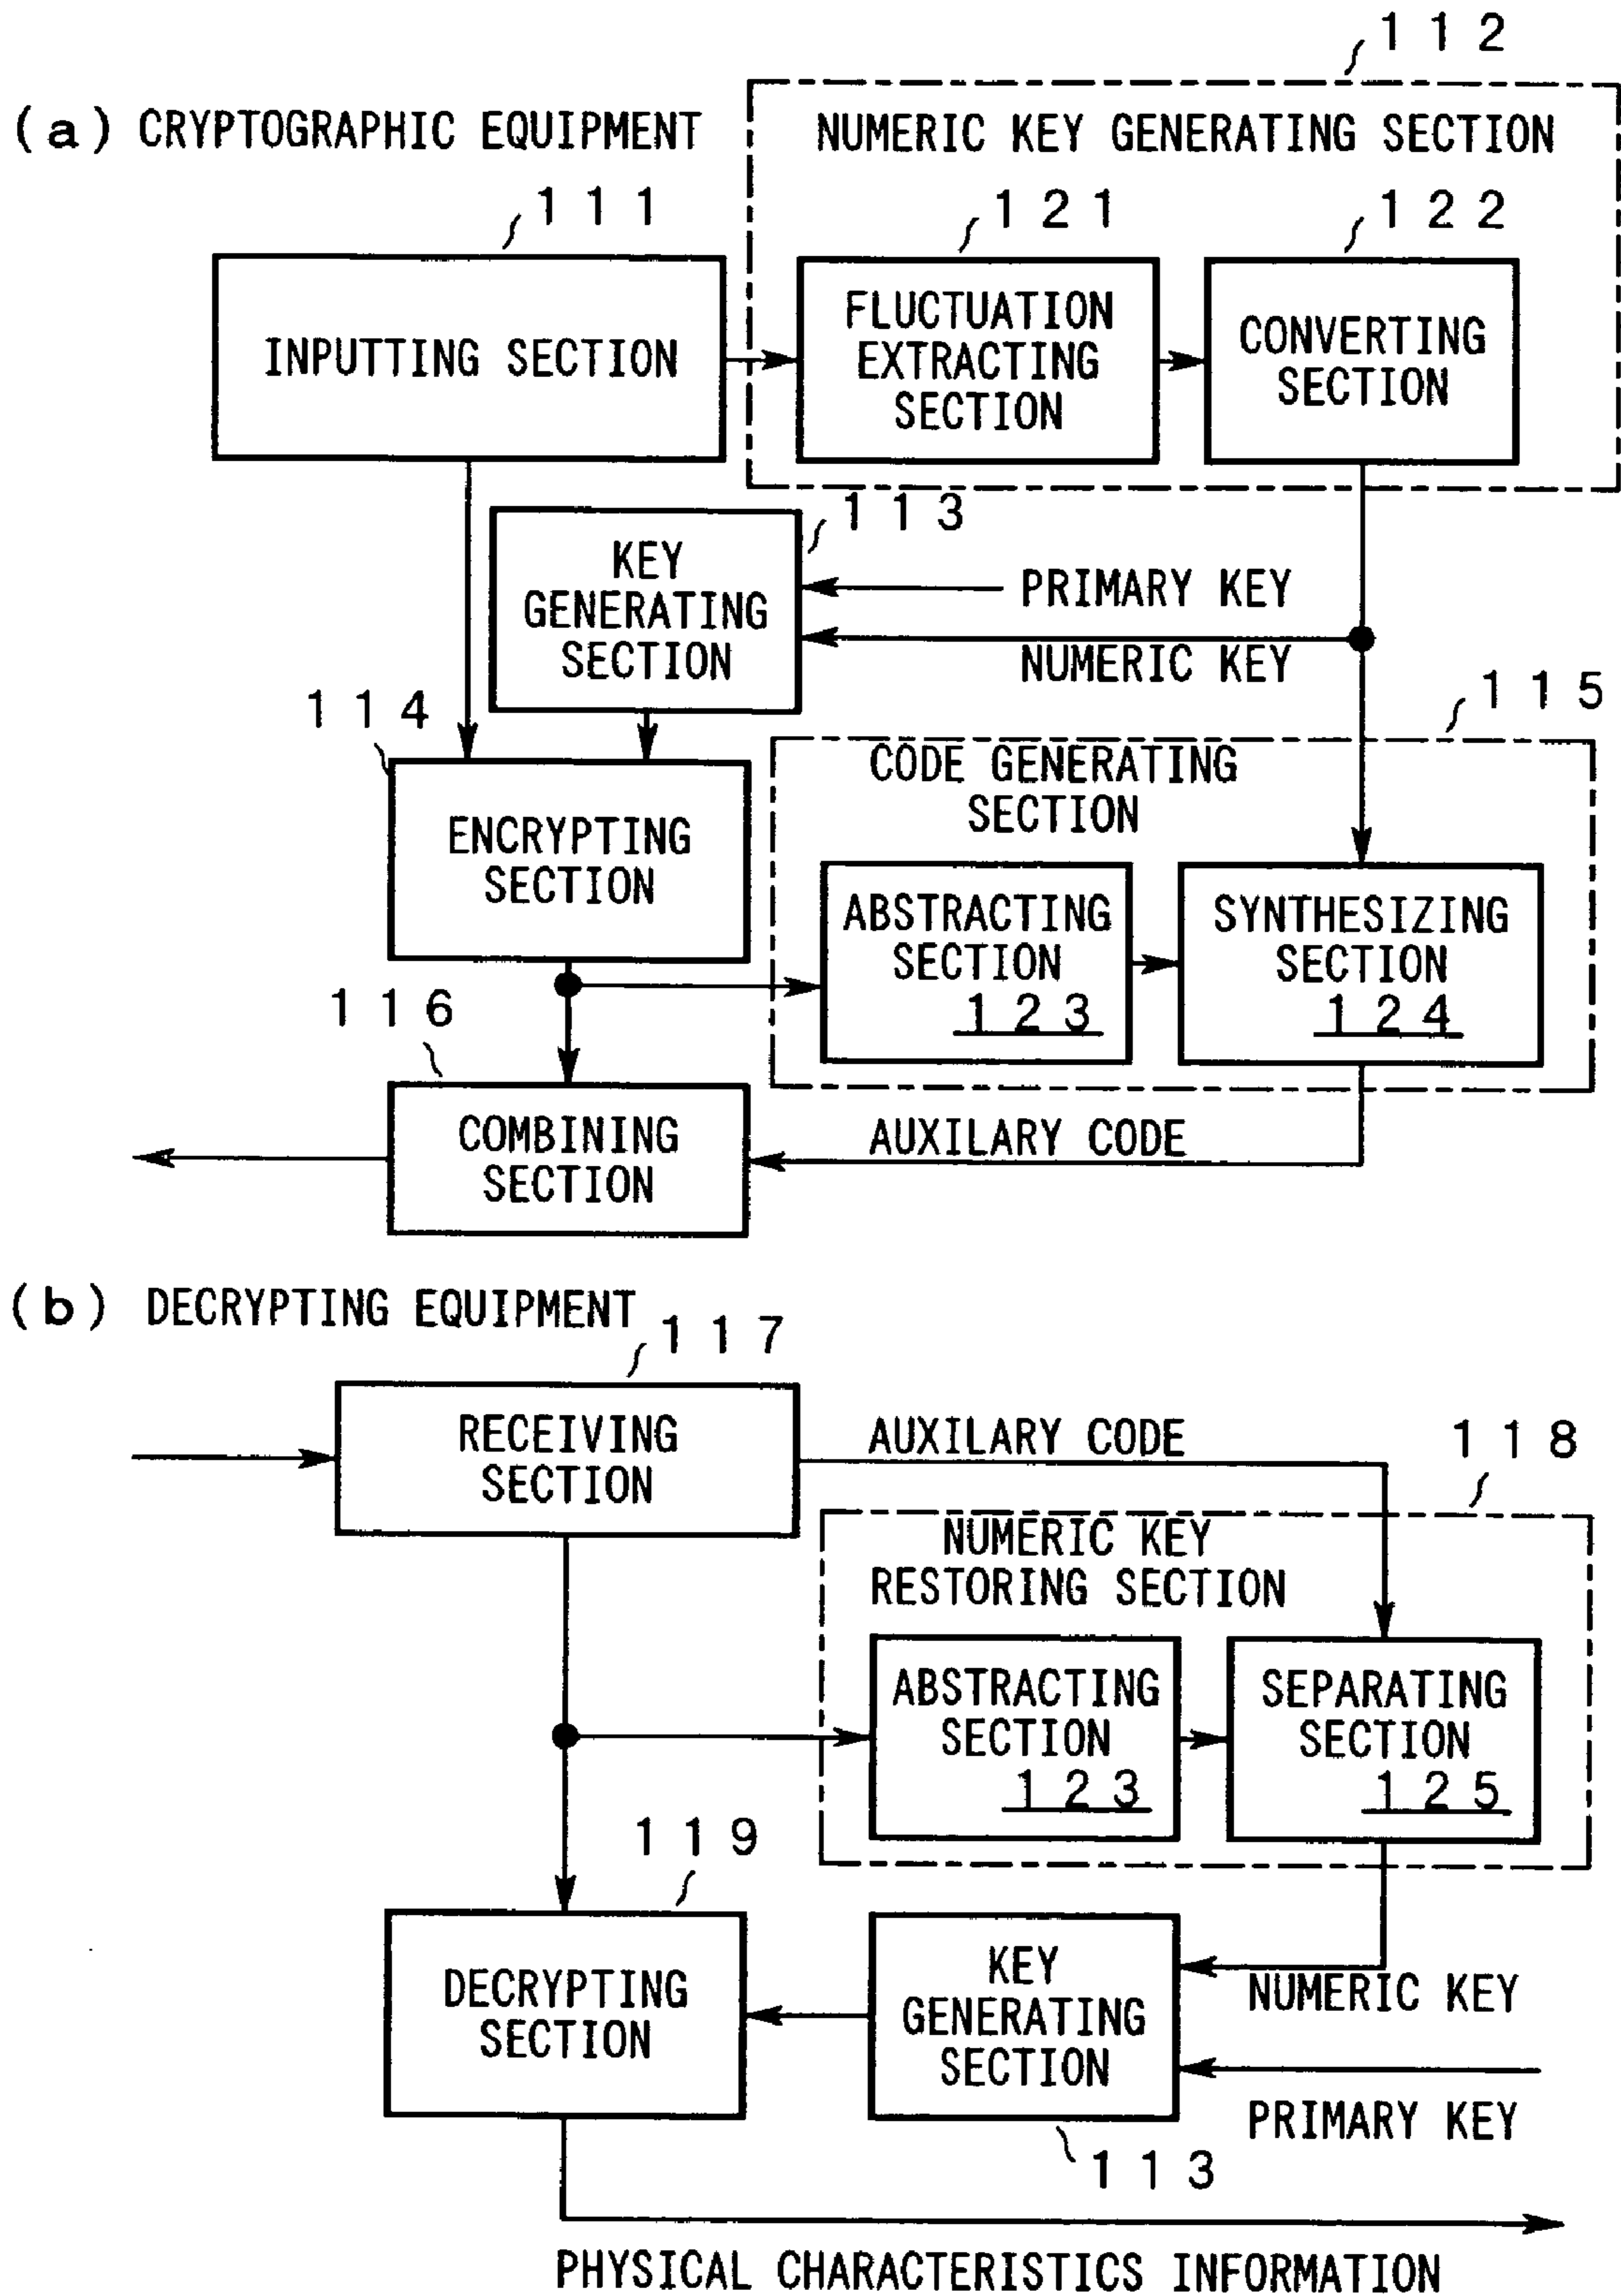 112
(a) CRYPTOGRAPHIC EQUIPMENT
NUMERIC KEY GENERATING SECTION
111
121
122
INPUTTING SECTION
FLUCTUATION
EXTRACTING
SECTION
CONVERTING
SECTION
113
KEY
GENERATING
SECTION
PRIMARY KEY
NUMERIC KEY
114
115
CODE GENERATING
SECTION
ENCRYPTING
SECTION
ABSTRACTING
SECTION
123
SYNTHESIZING
SECTION
124
116
COMBINING
SECTION
AUXILARY CODE
(b) DECRYPTING EQUIPMENT
117
RECEIVING
SECTION
AUXILARY CODE
118
NUMERIC KEY
RESTORING SECTION
ABSTRACTING
SECTION
123
SEPARATING
SECTION
125
119
DECRYPTING
SECTION
KEY
GENERATING
SECTION
NUMERIC KEY
PRIMARY KEY
113
PHYSICAL CHARACTERISTICS INFORMATION